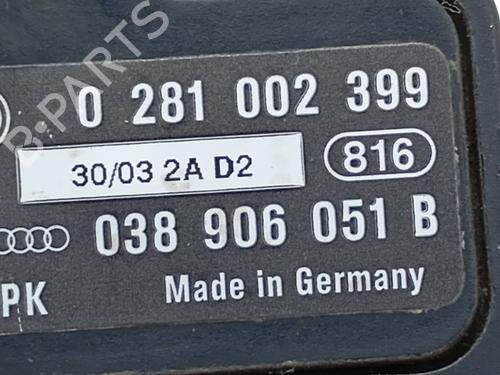 0 281 002 399
30/03 2A D2
816
038 906 051 B
PK
Made in Germany
B-PARTS